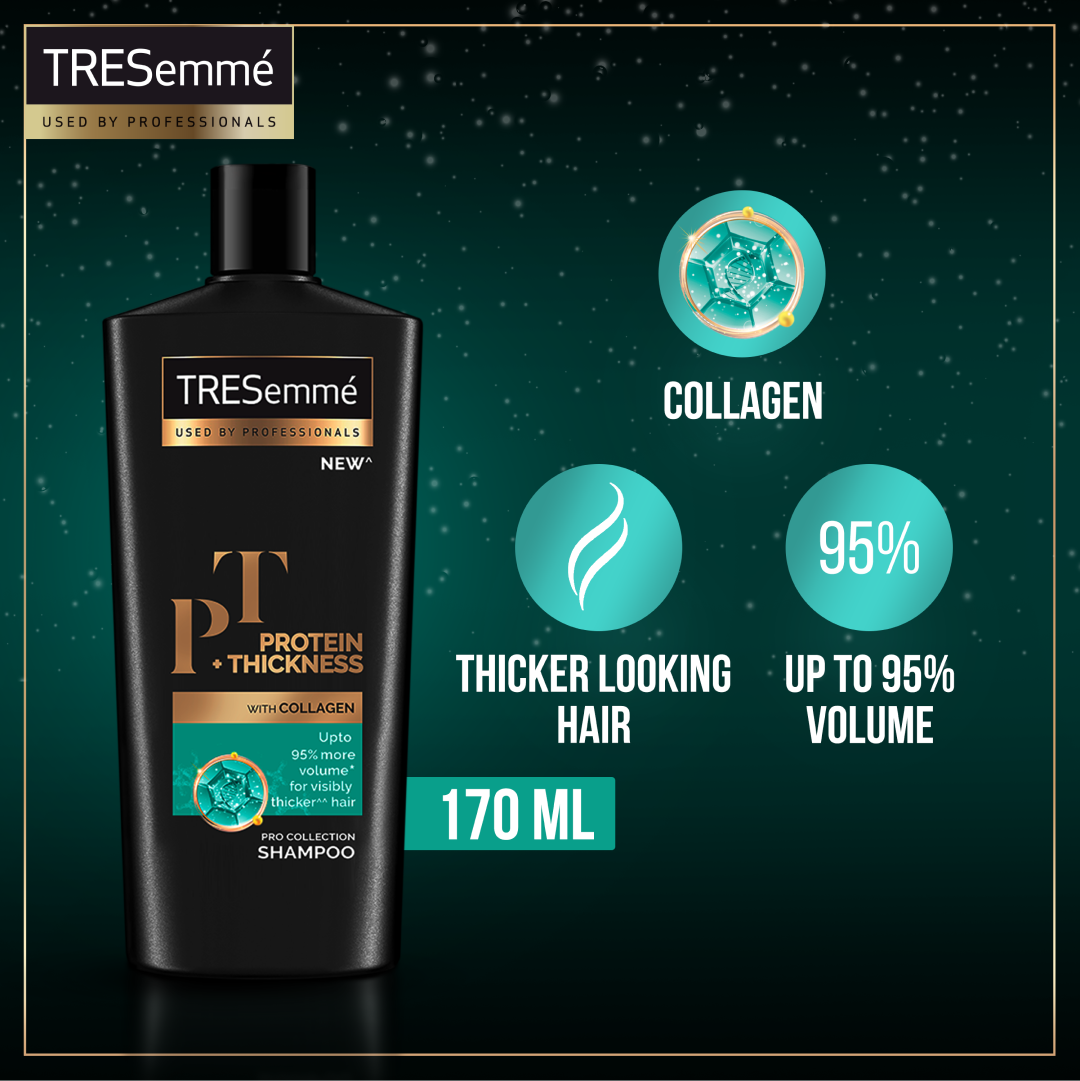 TRESemmé
USED BY PROFESSIONALS
TRESemmé
USED BY PROFESSIONALS
NEW^
PT
PROTEIN
+ THICKNESS
WITH COLLAGEN
Upto
95% more
volume*
for visibly
thicker^^ hair
PRO COLLECTION
SHAMPOO
COLLAGEN
THICKER LOOKING
HAIR
95%
UP TO 95%
VOLUME
170 ML